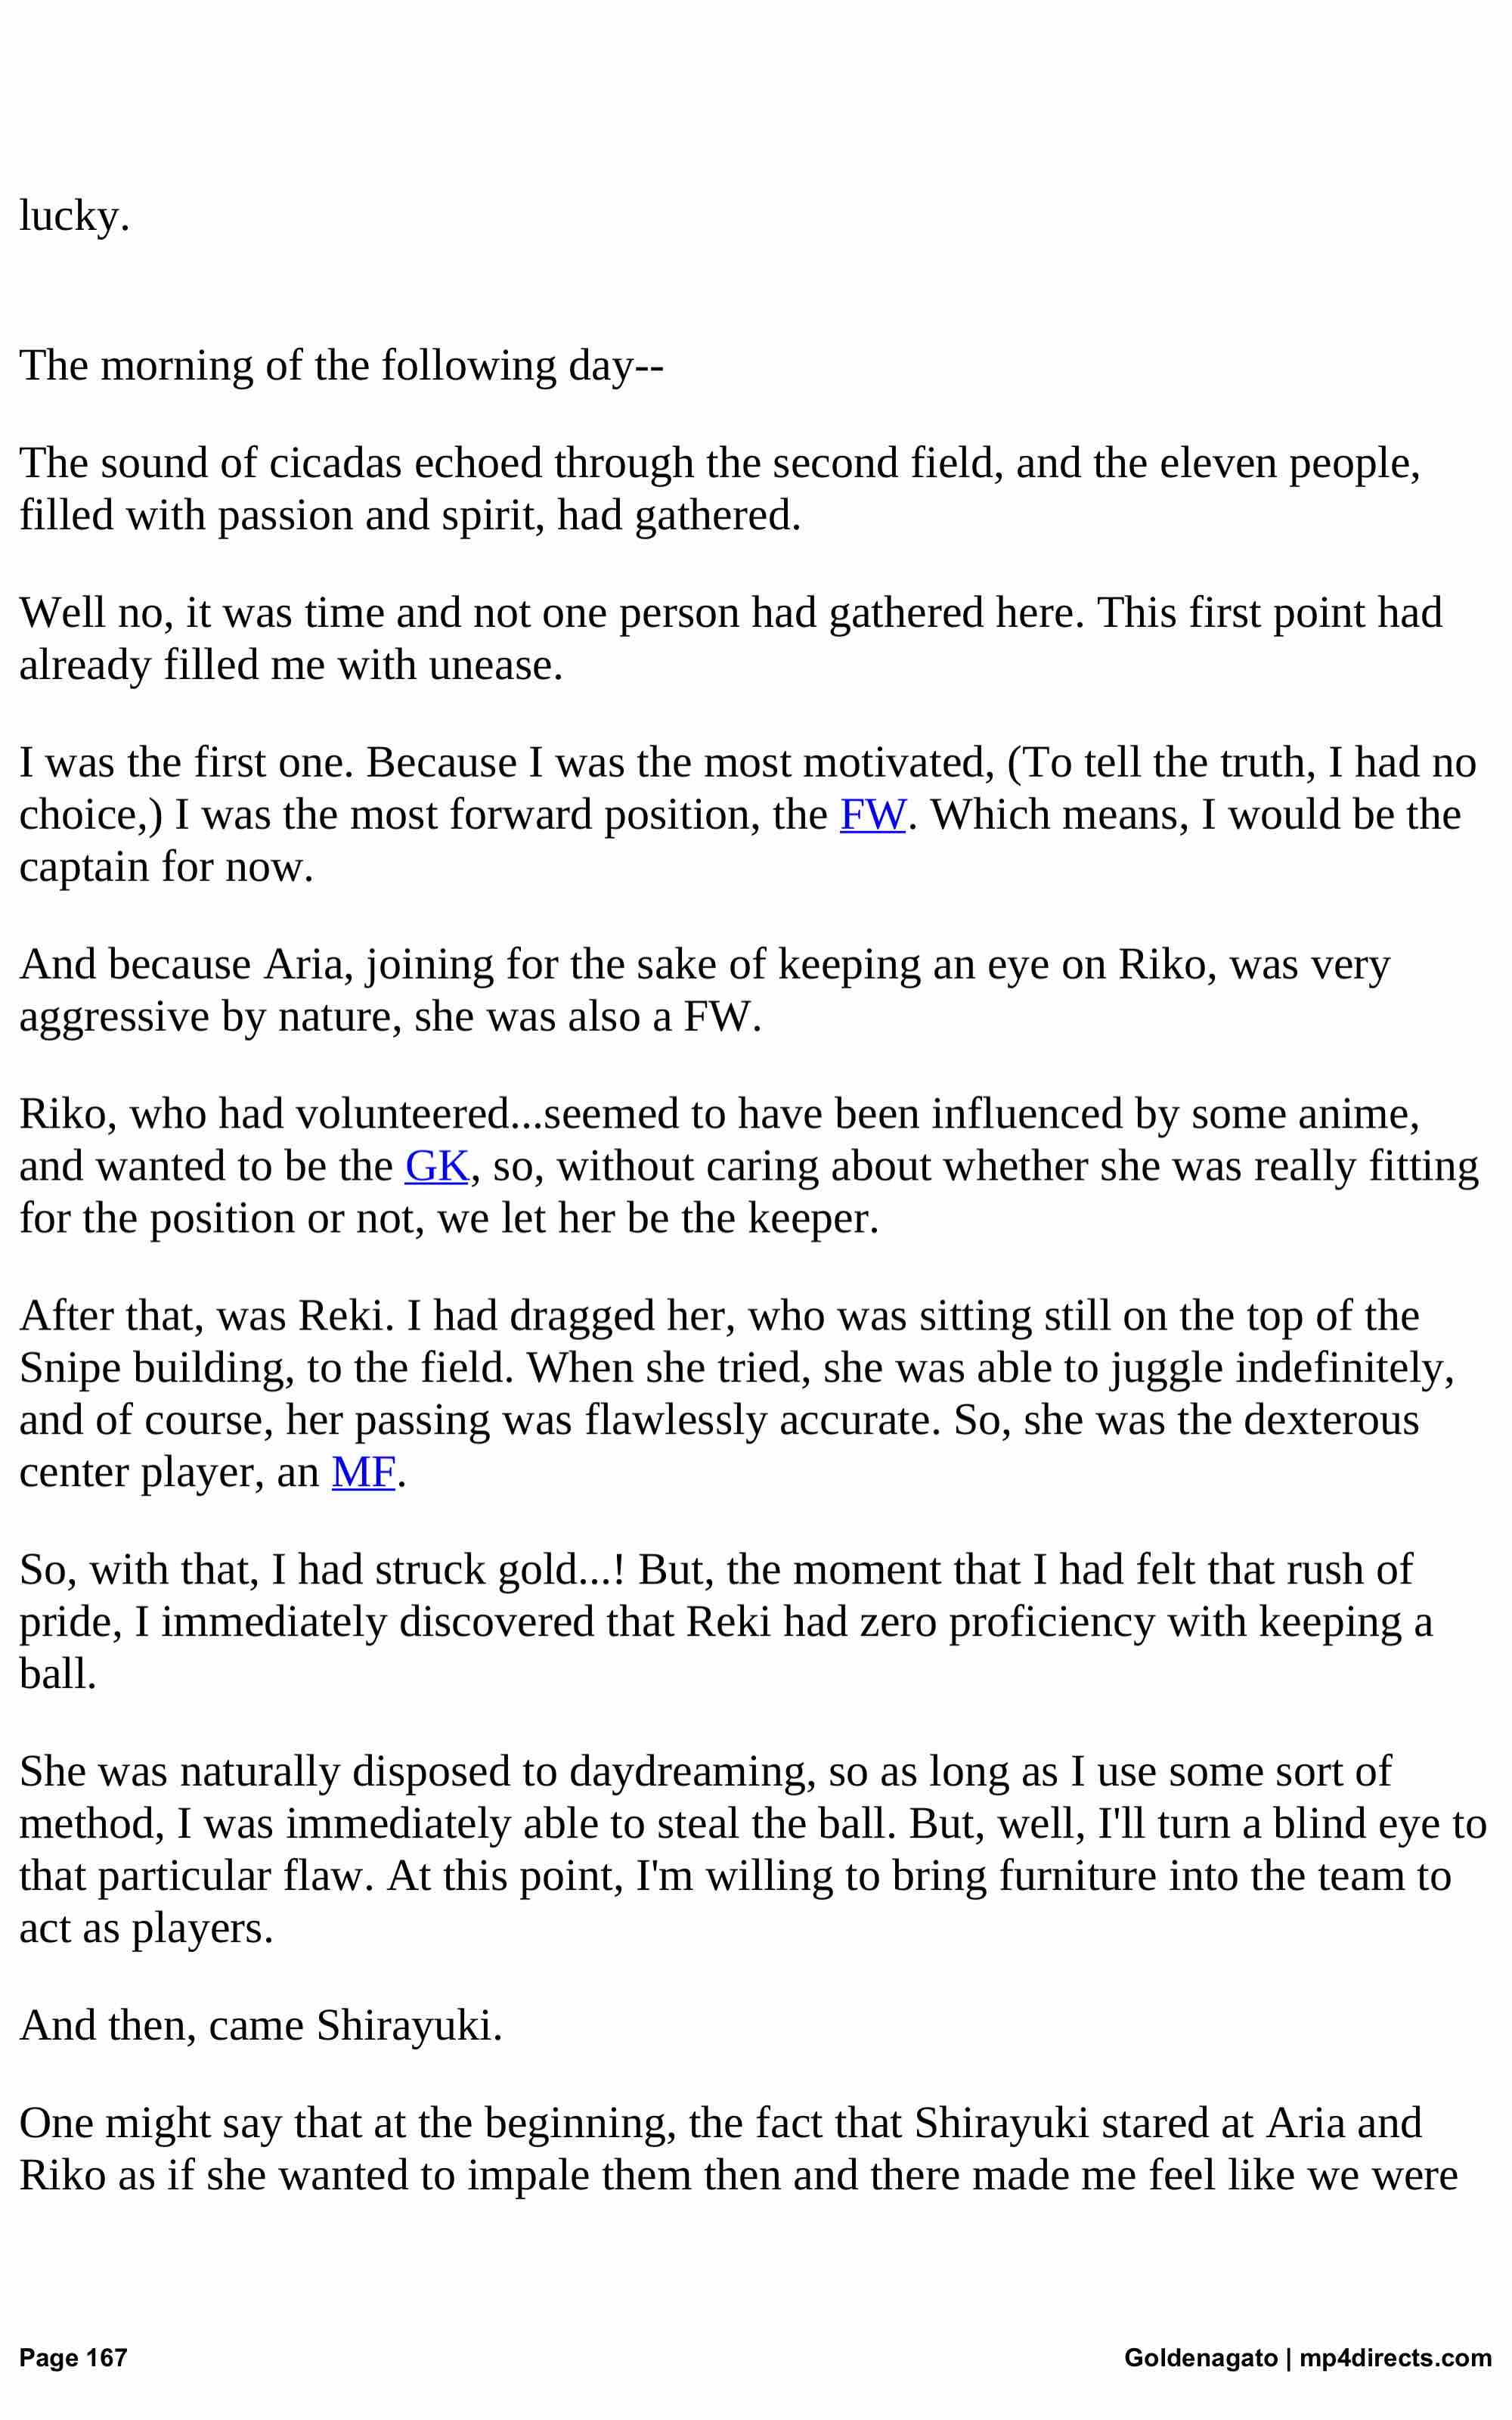 lucky.
The morning of the following day--
The sound of cicadas echoed through the second field, and the eleven people,
filled with passion and spirit, had gathered.
Well no, it was time and not one person had gathered here. This first point had
already filled me with unease.
I was the first one. Because I was the most motivated, (To tell the truth, I had no
choice,) I was the most forward position, the FW. Which means, I would be the
captain for now.
And because Aria, joining for the sake of keeping an eye on Riko, was very
aggressive by nature, she was also a FW.
Riko, who had volunteered...seemed to have been influenced by some anime,
and wanted to be the GK, so, without caring about whether she was really fitting
for the position or not, we let her be the keeper.
After that, was Reki. I had dragged her, who was sitting still on the top of the
Snipe building, to the field. When she tried, she was able to juggle indefinitely,
and of course, her passing was flawlessly accurate. So, she was the dexterous
center player, an MF.
So, with that, I had struck gold...! But, the moment that I had felt that rush of
pride, I immediately discovered that Reki had zero proficiency with keeping a
ball.
She was naturally disposed to daydreaming, so as long as I use some sort of
method, I was immediately able to steal the ball. But, well, I'll turn a blind eye to
that particular flaw. At this point, I'm willing to bring furniture into the team to
act as players.
And then, came Shirayuki.
One might say that at the beginning, the fact that Shirayuki stared at Aria and
Riko as if she wanted to impale them then and there made me feel like we were
Page 167
Goldenagato | mp4directs.com